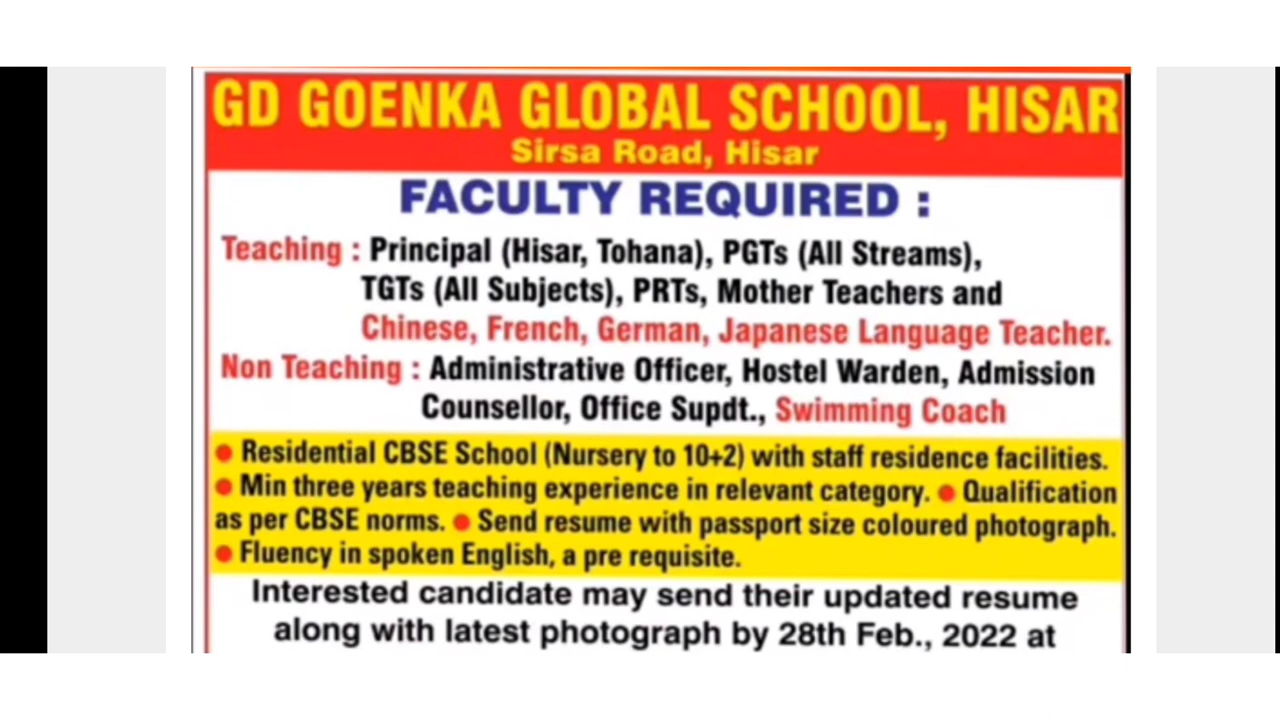 GD GOENKA GLOBAL SCHOOL, HISAR
Sirsa Road, Hisar
FACULTY REQUIRED :
Teaching : Principal (Hisar, Tohana), PGTs (All Streams),
TGTs (All Subjects), PRTs, Mother Teachers and
Chinese, French, German, Japanese Language Teacher.
Non Teaching : Administrative Officer, Hostel Warden, Admission
Counsellor, Office Supdt., Swimming Coach
● Residential CBSE School (Nursery to 10+2) with staff residence facilities.
● Min three years teaching experience in relevant category. ● Qualification
as per CBSE norms. ● Send resume with passport size coloured photograph.
● Fluency in spoken English, a pre requisite.
Interested candidate may send their updated resume
along with latest photograph by 28th Feb., 2022 at